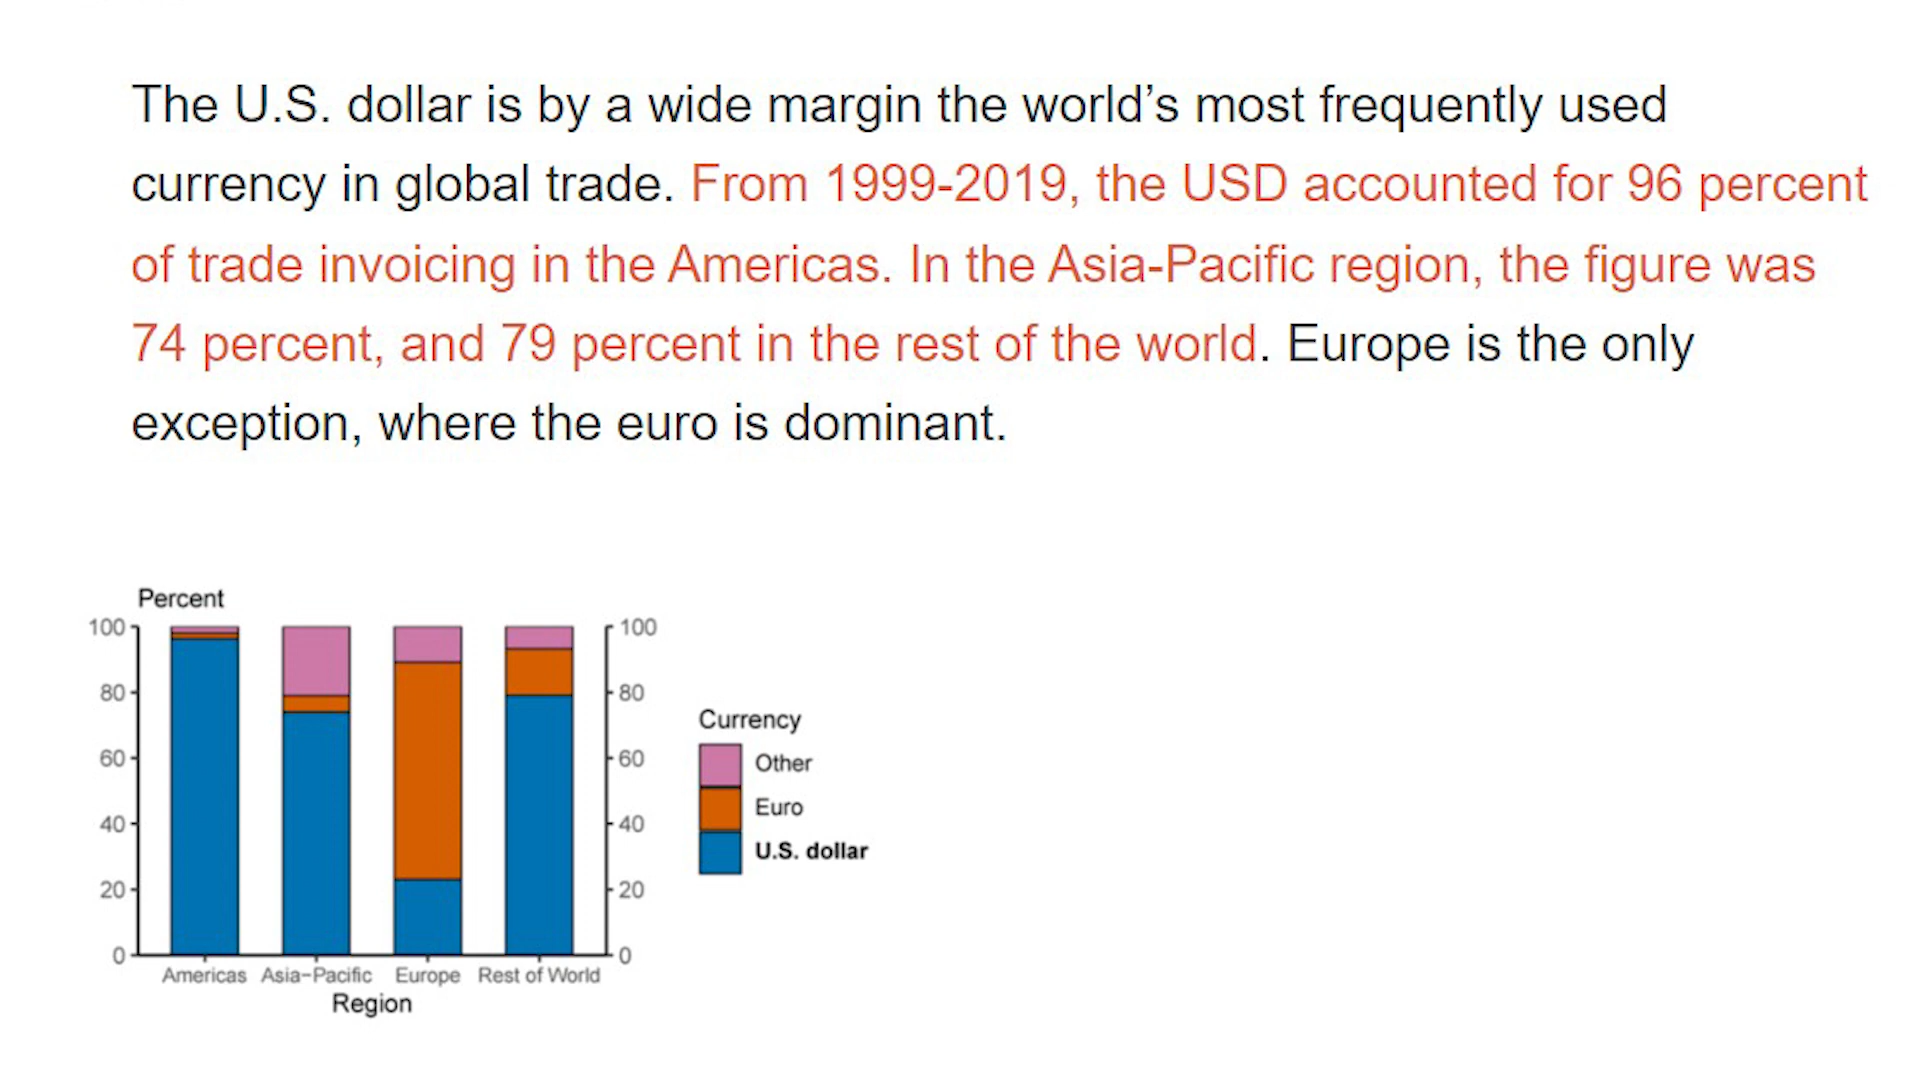 The U.S. dollar is by a wide margin the world’s most frequently used
currency in global trade. From 1999-2019, the USD accounted for 96 percent
of trade invoicing in the Americas. In the Asia-Pacific region, the figure was
74 percent, and 79 percent in the rest of the world. Europe is the only
exception, where the euro is dominant.
Percent
100
80
60
40
20
0
100
80
60
40
20
0
Americas Asia-Pacific Europe Rest of World
Region
Currency
Other
Euro
U.S. dollar